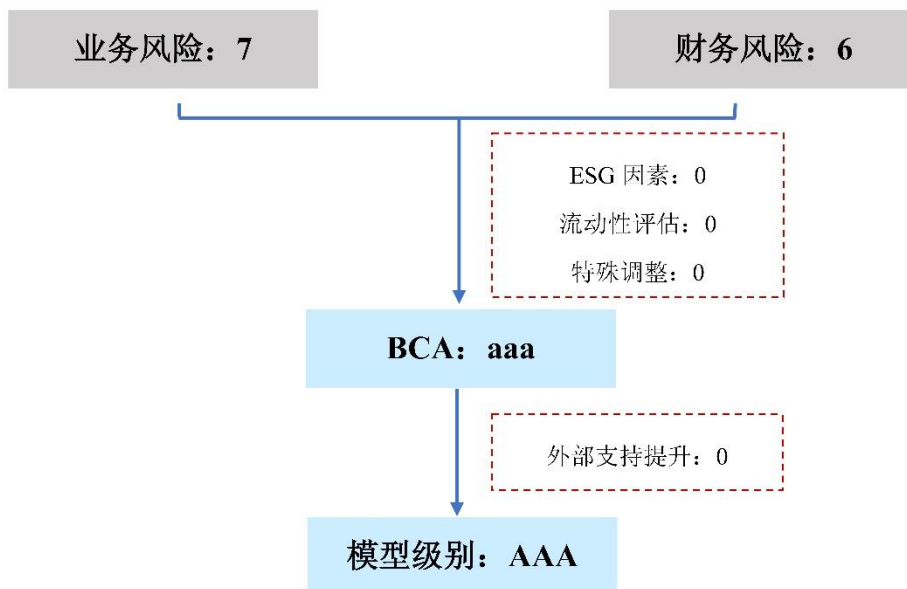 业务风险：7
财务风险：6
ESG 因素：0
流动性评估：0
特殊调整：0
BCA：aaa
外部支持提升：0
模型级别：AAA